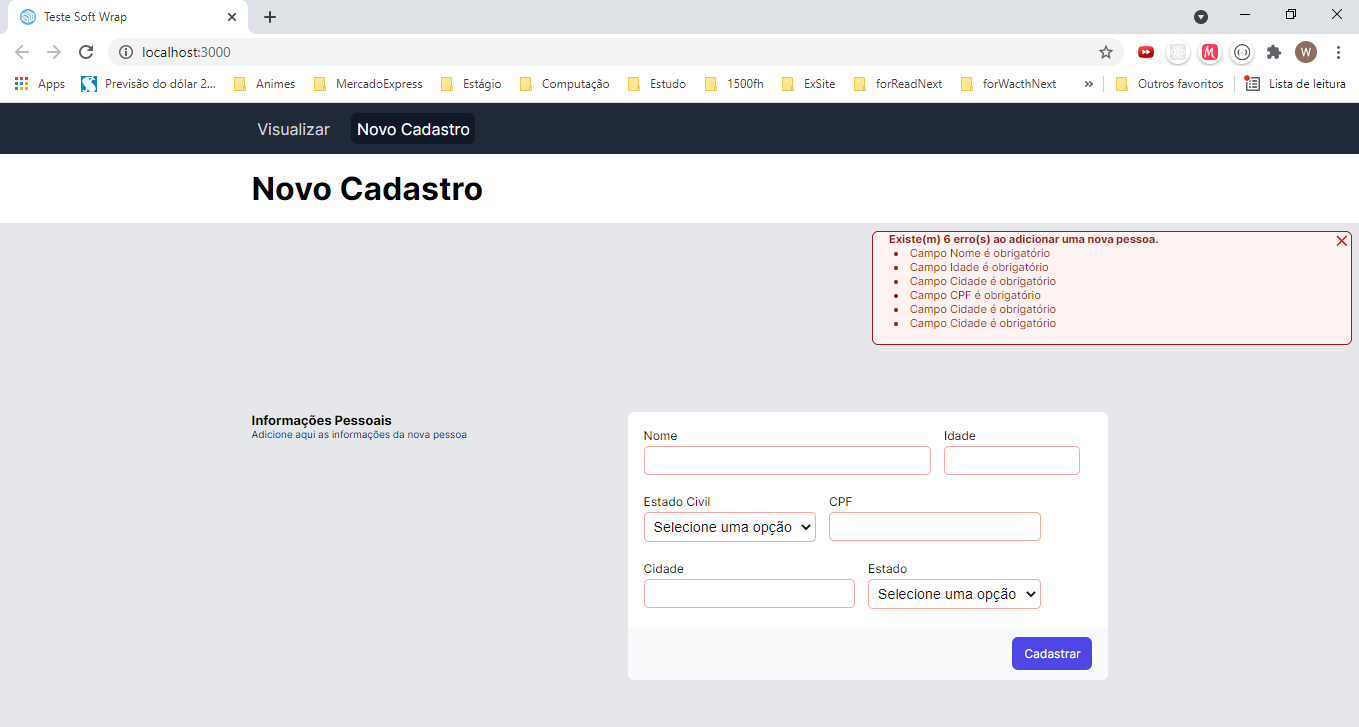 Teste Soft Wrap
localhost:3000
M
W
Apps
Previsão do dólar 2...
Animes
MercadoExpress
Estágio
Computação
Estudo
1500fh
ExSite
forReadNext
forWacthNext
»
Outros favoritos
Lista de leitura
Visualizar
Novo Cadastro
Novo Cadastro
Existe(m) 6 erro(s) ao adicionar uma nova pessoa.
Campo Nome é obrigatório
Campo Idade é obrigatório
Campo Cidade é obrigatório
Campo CPF é obrigatório
Campo Cidade é obrigatório
Campo Cidade é obrigatório
Informações Pessoais
Adicione aqui as informações da nova pessoa
Nome
Idade
Estado Civil
CPF
Selecione uma opção
Cidade
Estado
Selecione uma opção
Cadastrar